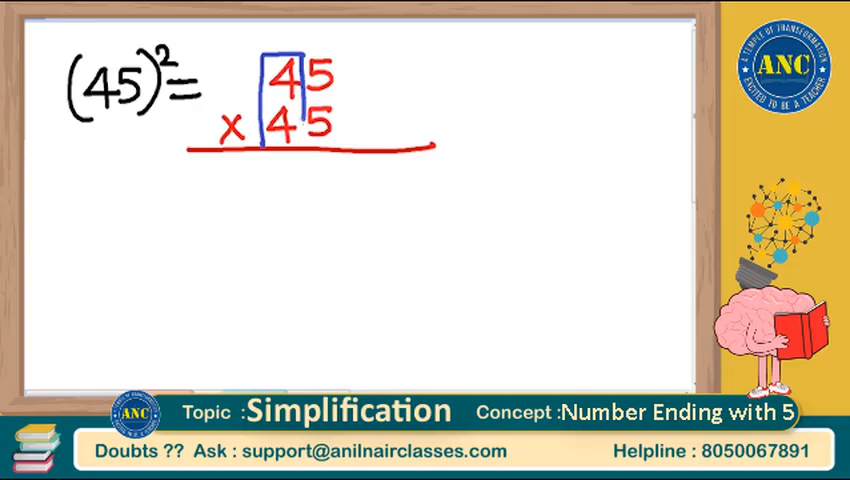 A TEMPLE OF TRANSFORMATION
ANC
EXCITED TO BE A TEACHER
(45)²= 45
x 45
ANC
Topic : Simplification Concept : Number Ending with 5
Doubts ?? Ask : support@anilnairclasses.com Helpline : 8050067891